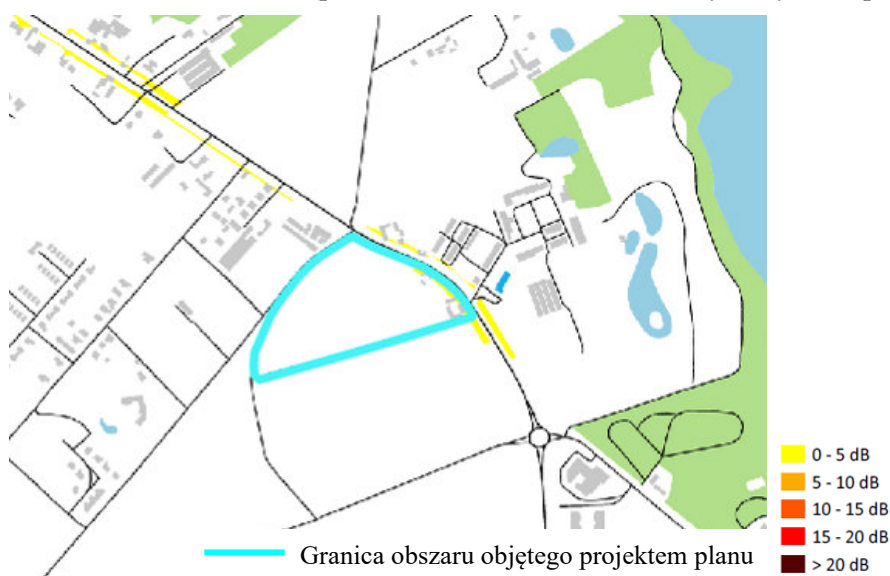 0 - 5 dB
5 - 10 dB
10 - 15 dB
15 - 20 dB
> 20 dB
Granica obszaru objętego projektem planu